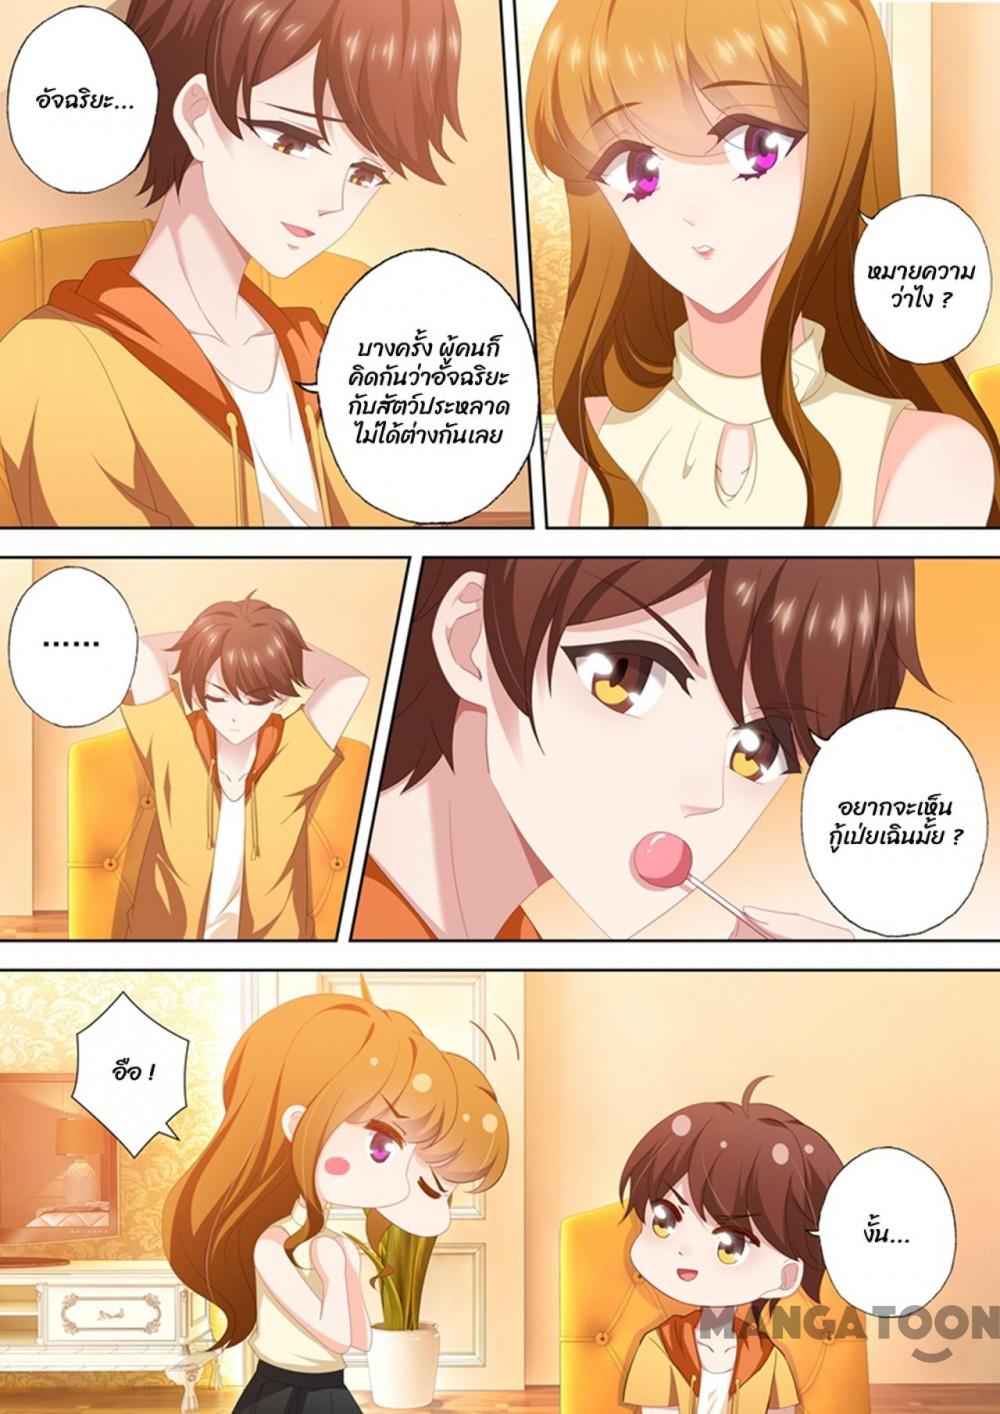 อัจฉริยะ...
บางครั้ง ผู้คนก็
คิดกันว่าอัจฉริยะ
กับสัตว์ประหลาด
ไม่ได้ต่างกันเลย
หมายความ
ว่าไง ?
......
อยากจะเห็น
กู้เป่ยเฉินมั้ย ?
อือ !
งั้น...
MANGATOON